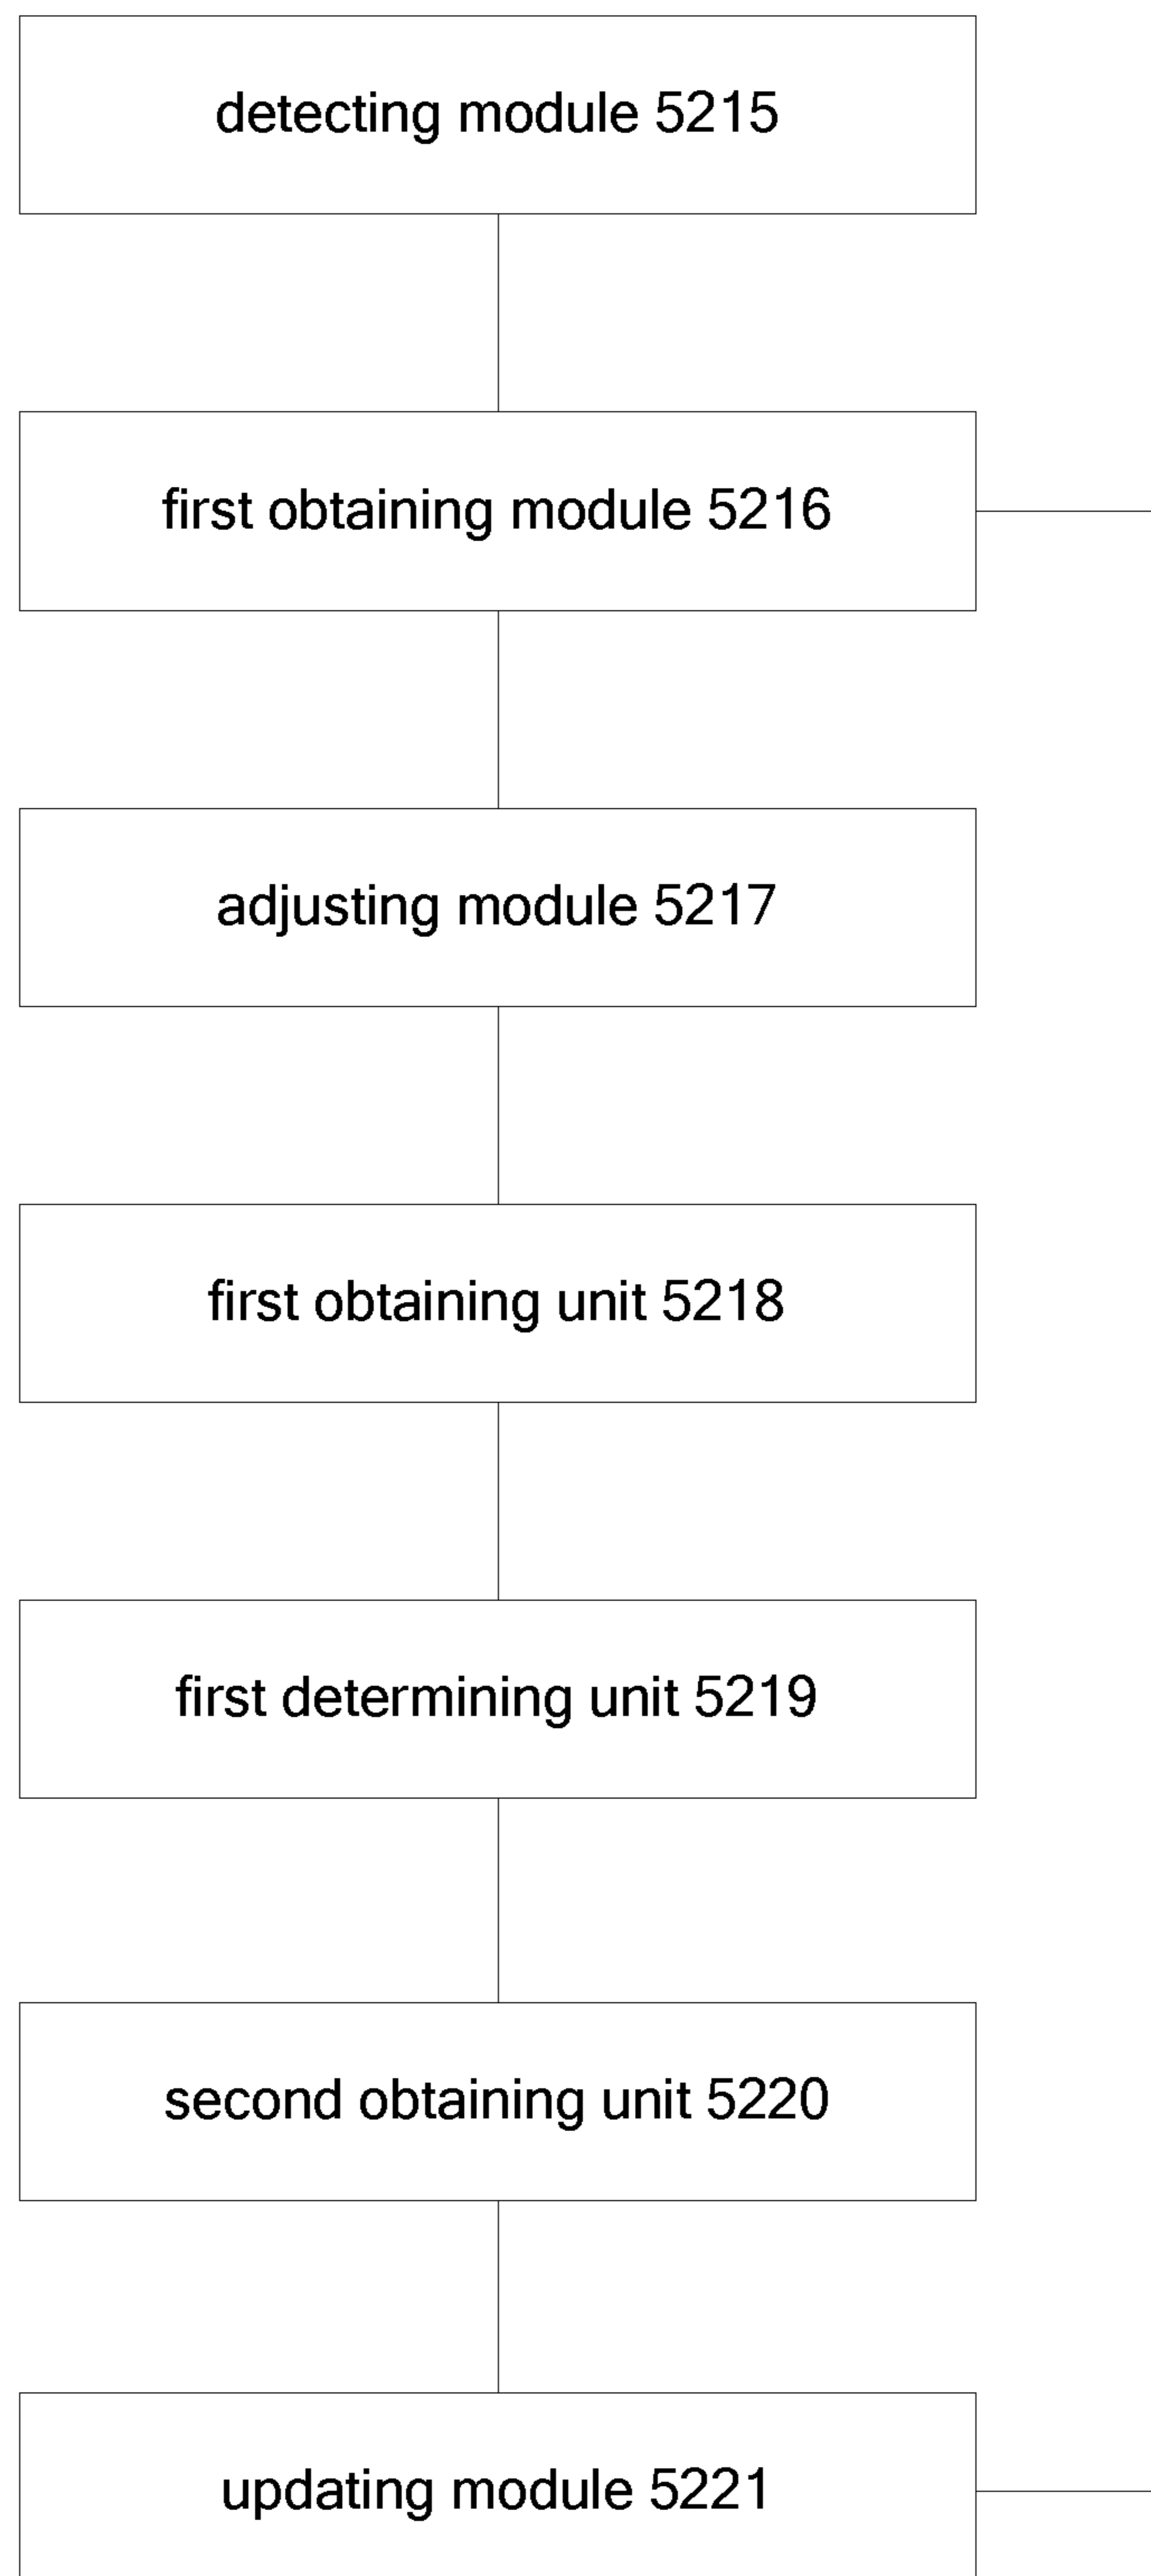 detecting module 5215
first obtaining module 5216
adjusting module 5217
first obtaining unit 5218
first determining unit 5219
second obtaining unit 5220
updating module 5221